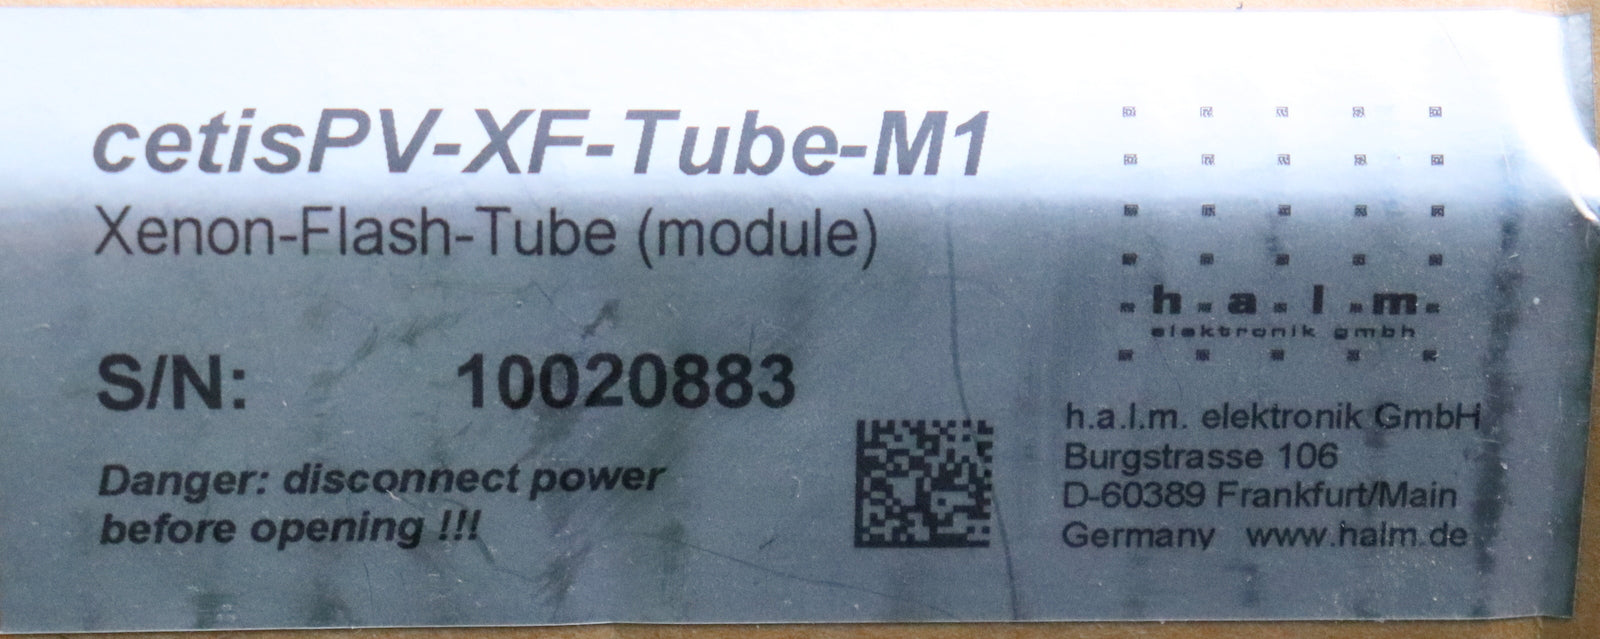 cetisPV-XF-Tube-M1
Xenon-Flash-Tube (module)
S/N: 10020883
Danger: disconnect power
before opening !!!
h.a.l.m.
elektronik gmbh
h.a.l.m. elektronik GmbH
Burgstrasse 106
D-60389 Frankfurt/Main
Germany www.halm.de